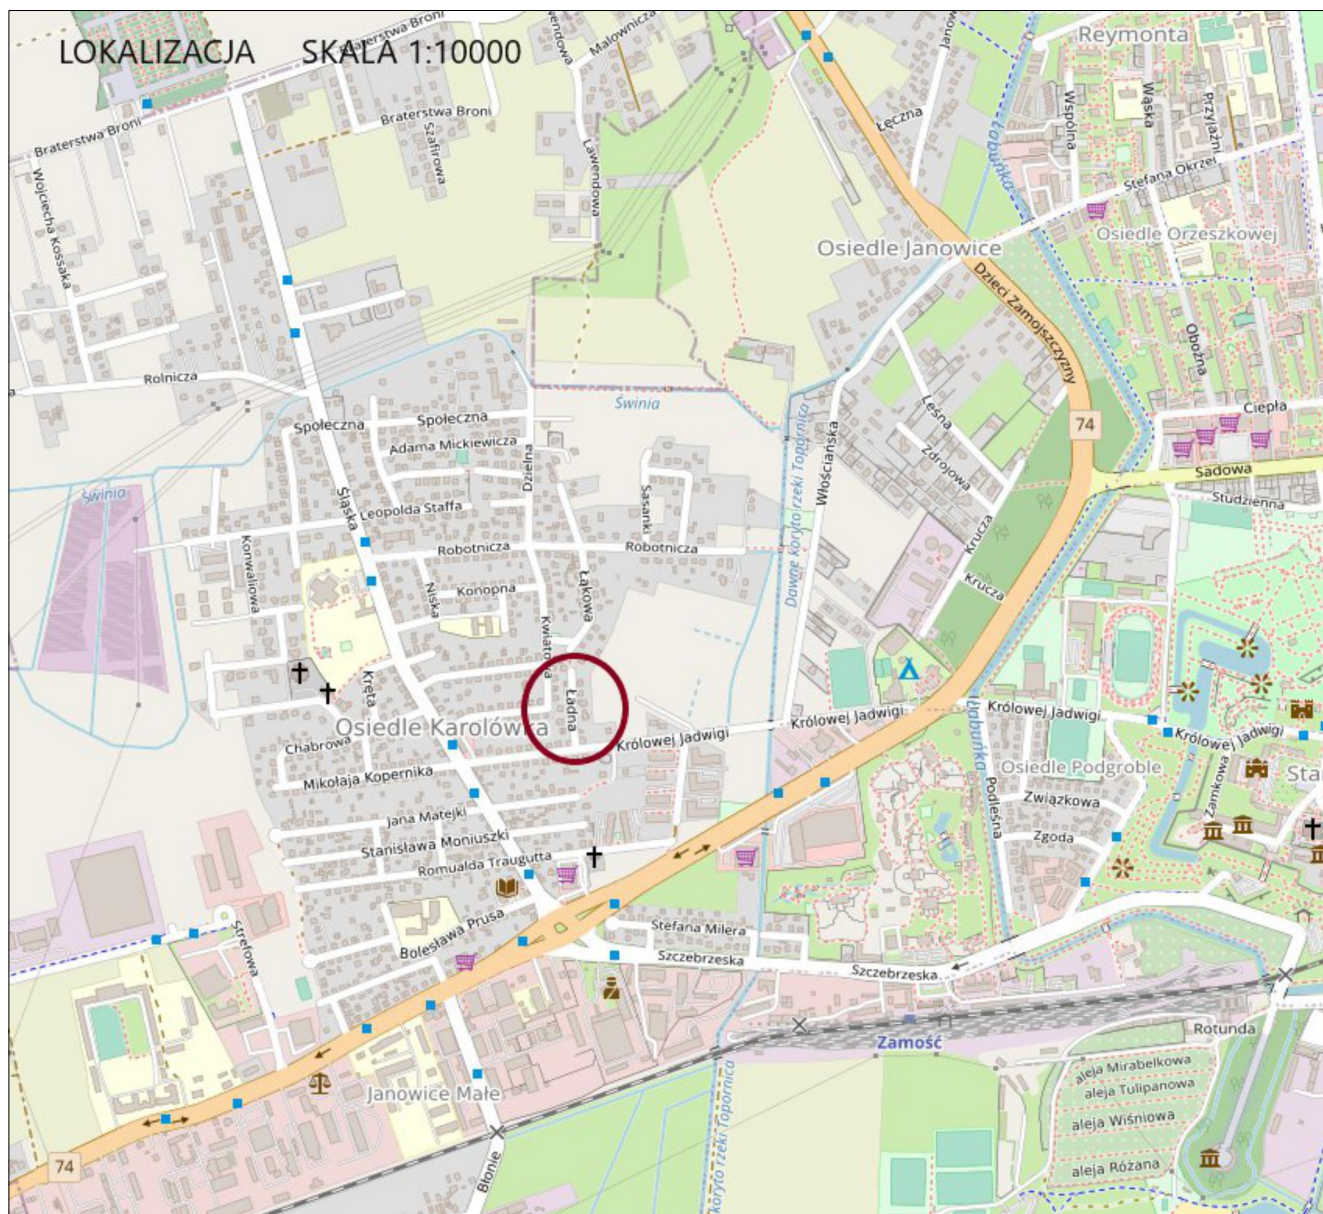 LOKALIZACJA SKALA 1:10000
Braterstwa Broni
Malownicza
Reymonta
Braterstwa Broni
Szafirowa
Lawendowa
Łęczna
Wspólna
Wąska
Łabuńka
Braterstwa Broni
Wojciecha Kossaka
Stefana Okrzei
Osiedle Janowice
Osiedle Orzeszkowej
Dzieci Zamojszczyzny
Obożna
Rolnicza
Świnia
Leśna
Ciepła
74
Społeczna
Społeczna
Adama Mickiewicza
Dzielna
Dawne koryto rzeki Topornica
Włościańska
Zdrojowa
Sadowa
Studzienna
Świnia
Śląska
Leopolda Staffa
Sasanki
Krucza
Konwaliowa
Robotnicza
Robotnicza
Niska
Konopna
Łąkowa
Kwiatowa
Krucza
Kręta
Ładna
Łabuńka
Osiedle Karolówka
Królowej Jadwigi
Królowej Jadwigi
Królowej Jadwigi
Królowej Jadwigi
Chabrowa
Mikołaja Kopernika
Osiedle Podgroble
Podleśna
Związkowa
Zamkowa
Star
Zgoda
Jana Matejki
Stanisława Moniuszki
Romualda Traugutta
Bolesława Prusa
Stefana Milera
Strefowa
Szczebrzeska
Szczebrzeska
Zamość
Rotunda
Janowice Małe
aleja Mirabelkowa
aleja Tulipanowa
aleja Wiśniowa
aleja Różana
74
Błonie
koryto rzeki Topornica